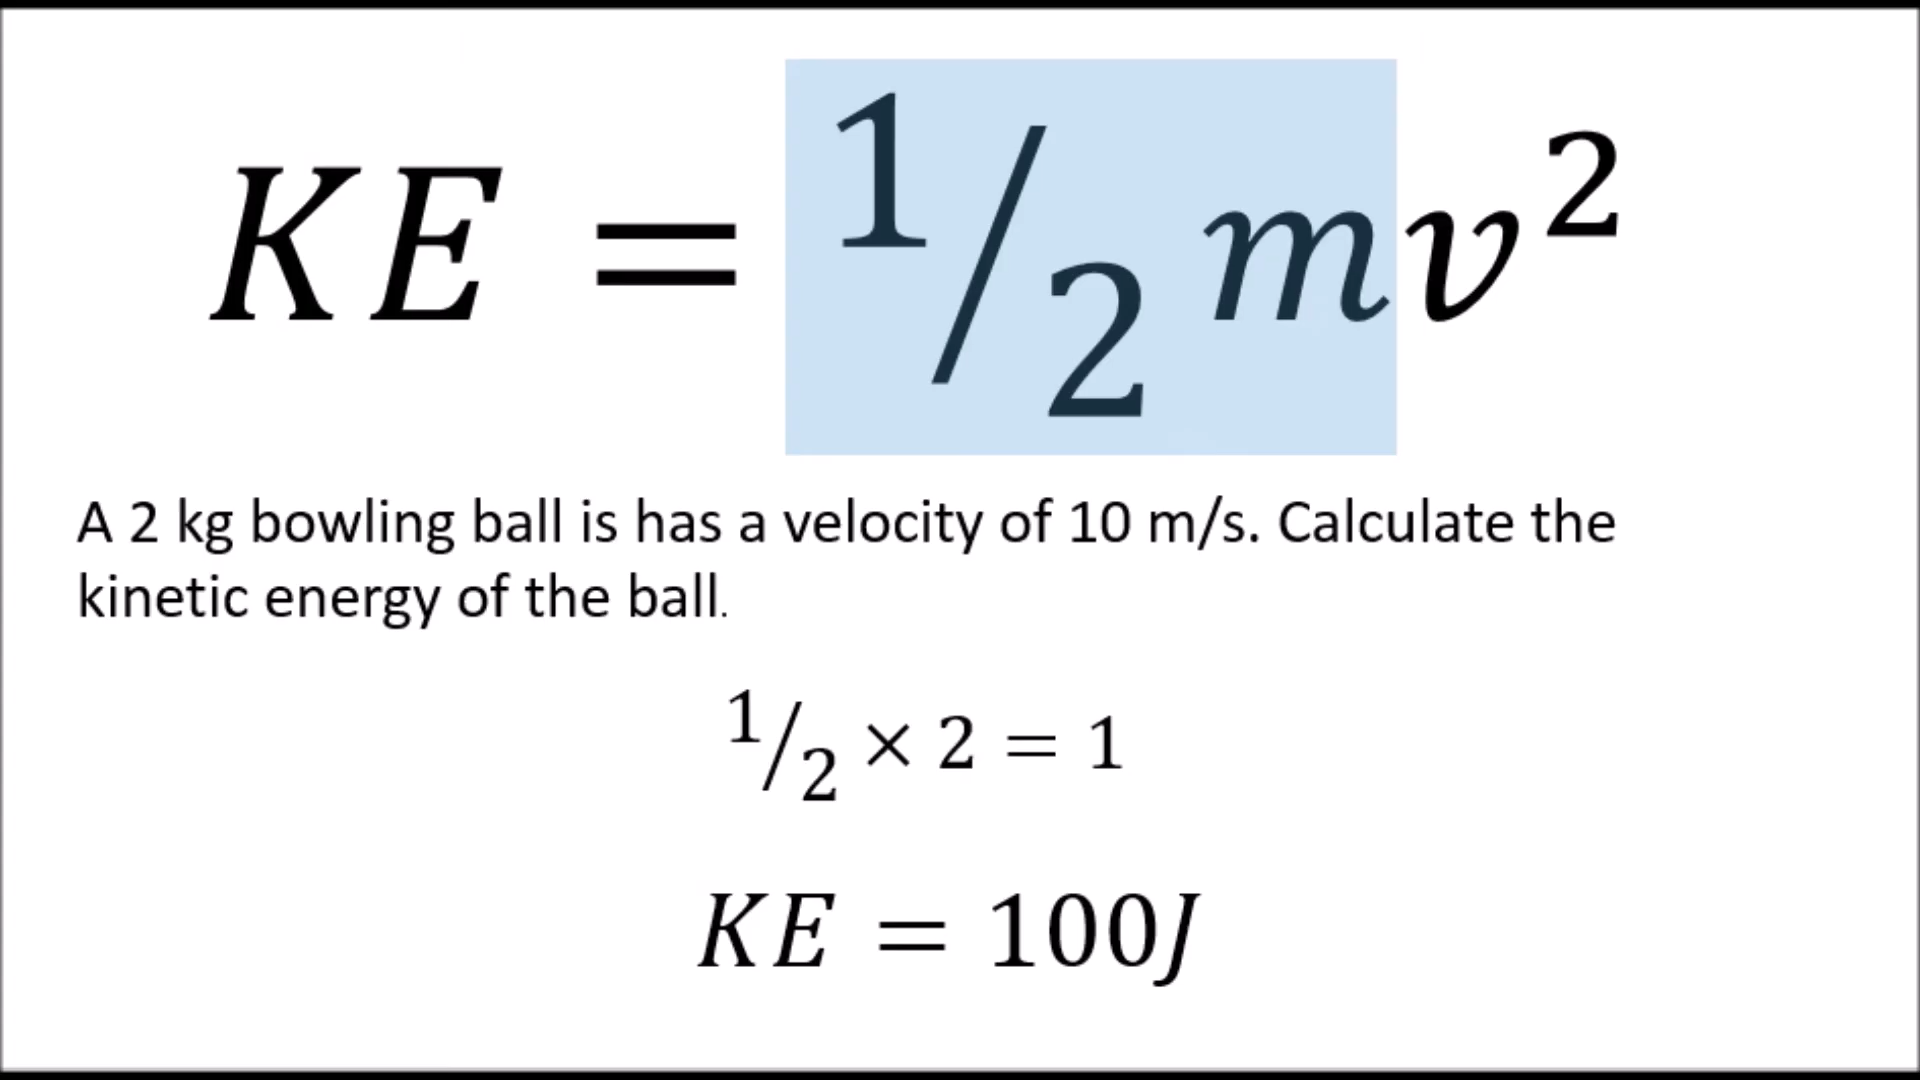 KE = 1/2 mv²
A 2 kg bowling ball is has a velocity of 10 m/s. Calculate the
kinetic energy of the ball.
1/2 × 2 = 1
KE = 100J